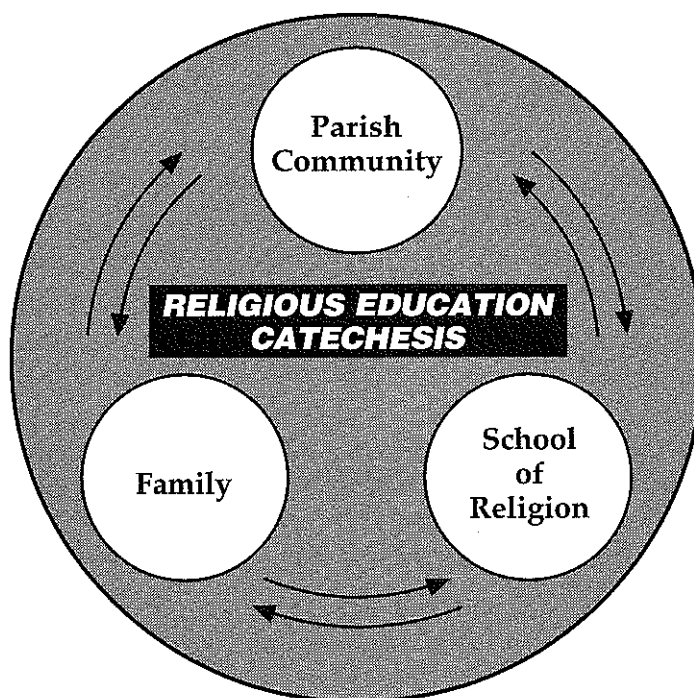 Parish
Community
RELIGIOUS EDUCATION
CATECHESIS
Family
School
of
Religion